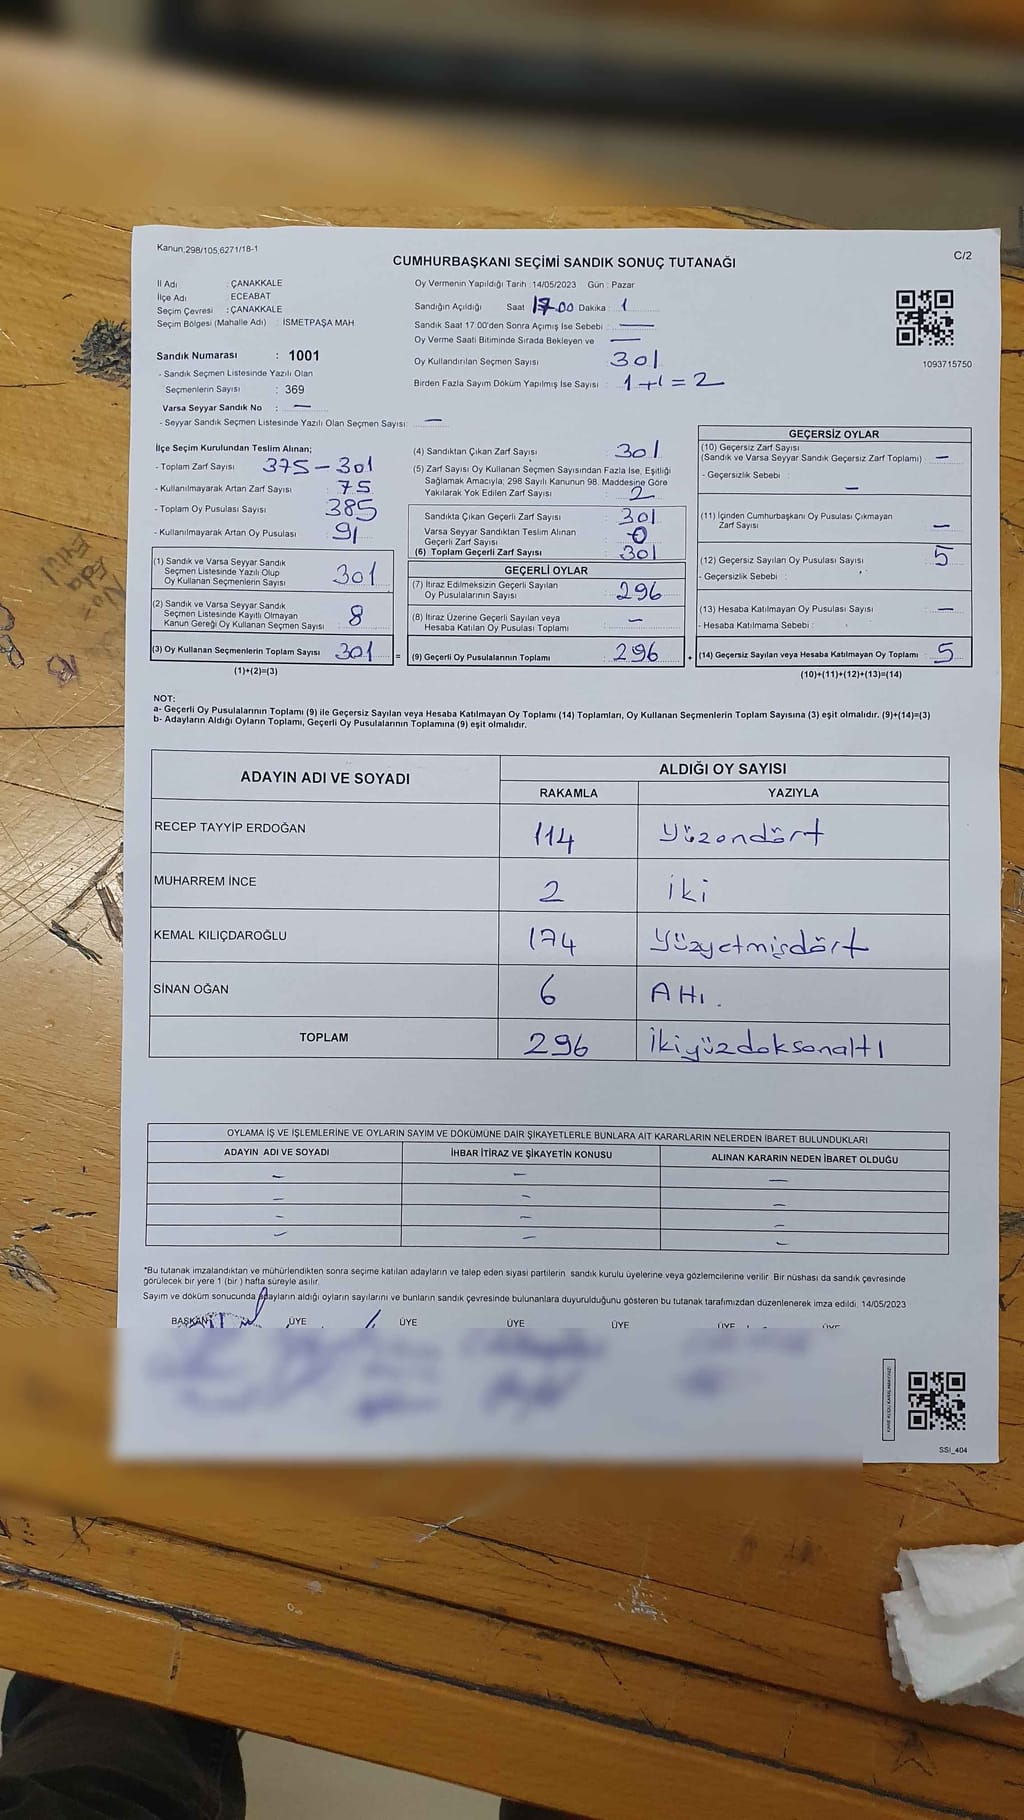 Kanun;298/105,6271/18-1
C/2
CUMHURBAŞKANI SEÇİMİ SANDIK SONUÇ TUTANAĞI
İl Adı : ÇANAKKALE
İlçe Adı : ECEABAT
Seçim Çevresi : ÇANAKKALE
Seçim Bölgesi (Mahalle Adı) : İSMETPAŞA MAH
Sandık Numarası : 1001
- Sandık Seçmen Listesinde Yazılı Olan
Seçmenlerin Sayısı : 369
Varsa Seyyar Sandık No : —
- Seyyar Sandık Seçmen Listesinde Yazılı Olan Seçmen Sayısı: —
Oy Vermenin Yapıldığı Tarih : 14/05/2023 Gün : Pazar
Sandığın Açıldığı Saat 17.00 Dakika : 1
Sandık Saat 17:00'den Sonra Açımış İse Sebebi : —
Oy Verme Saati Bitiminde Sırada Bekleyen ve —
Oy Kullandırılan Seçmen Sayısı 301
Birden Fazla Sayım Döküm Yapılmış İse Sayısı : 1+1=2
1093715750
İlçe Seçim Kurulundan Teslim Alınan;
- Toplam Zarf Sayısı 375-301
- Kullanılmayarak Artan Zarf Sayısı : 75
- Toplam Oy Pusulası Sayısı : 385
- Kullanılmayarak Artan Oy Pusulası : 91
(1) Sandık ve Varsa Seyyar Sandık
Seçmen Listesinde Yazılı Olup
Oy Kullanan Seçmenlerin Sayısı : 301
(2) Sandık ve Varsa Seyyar Sandık
Seçmen Listesinde Kayıtlı Olmayan
Kanun Gereği Oy Kullanan Seçmen Sayısı : 8
(3) Oy Kullanan Seçmenlerin Toplam Sayısı : 301
(1)+(2)=(3)
(4) Sandıktan Çıkan Zarf Sayısı : 301
(5) Zarf Sayısı Oy Kullanan Seçmen Sayısından Fazla İse, Eşitliği
Sağlamak Amacıyla; 298 Sayılı Kanunun 98. Maddesine Göre
Yakılarak Yok Edilen Zarf Sayısı : 2
Sandıkta Çıkan Geçerli Zarf Sayısı : 301
Varsa Seyyar Sandıktan Teslim Alınan
Geçerli Zarf Sayısı : 0
(6) Toplam Geçerli Zarf Sayısı : 301
GEÇERLİ OYLAR
(7) İtiraz Edilmeksizin Geçerli Sayılan
Oy Pusulalarının Sayısı : 296
(8) İtiraz Üzerine Geçerli Sayılan veya
Hesaba Katılan Oy Pusulası Toplamı : —
= (9) Geçerli Oy Pusulalarının Toplamı : 296
GEÇERSİZ OYLAR
(10) Geçersiz Zarf Sayısı
(Sandık ve Varsa Seyyar Sandık Geçersiz Zarf Toplamı) : —
- Geçersizlik Sebebi :
—
(11) İçinden Cumhurbaşkanı Oy Pusulası Çıkmayan
Zarf Sayısı : —
(12) Geçersiz Sayılan Oy Pusulası Sayısı : 5
- Geçersizlik Sebebi :
(13) Hesaba Katılmayan Oy Pusulası Sayısı : —
- Hesaba Katılmama Sebebi :
+ (14) Geçersiz Sayılan veya Hesaba Katılmayan Oy Toplamı : 5
(10)+(11)+(12)+(13)=(14)
NOT:
a- Geçerli Oy Pusulalarının Toplamı (9) ile Geçersiz Sayılan veya Hesaba Katılmayan Oy Toplamı (14) Toplamları, Oy Kullanan Seçmenlerin Toplam Sayısına (3) eşit olmalıdır. (9)+(14)=(3)
b- Adayların Aldığı Oyların Toplamı, Geçerli Oy Pusulalarının Toplamına (9) eşit olmalıdır.
ADAYIN ADI VE SOYADI ALDIĞI OY SAYISI
RAKAMLA YAZIYLA
RECEP TAYYİP ERDOĞAN 114 Yüzondört
MUHARREM İNCE 2 İki
KEMAL KILIÇDAROĞLU 174 Yüzyetmişdört
SİNAN OĞAN 6 Altı.
TOPLAM 296 İkiyüzdoksanaltı
OYLAMA İŞ VE İŞLEMLERİNE VE OYLARIN SAYIM VE DÖKÜMÜNE DAİR ŞİKAYETLERLE BUNLARA AİT KARARLARIN NELERDEN İBARET BULUNDUKLARI
ADAYIN ADI VE SOYADI İHBAR İTİRAZ VE ŞİKAYETİN KONUSU ALINAN KARARIN NEDEN İBARET OLDUĞU
— — —
— — —
— — —
— — —
*Bu tutanak imzalandıktan ve mühürlendikten sonra seçime katılan adayların ve talep eden siyasi partilerin sandık kurulu üyelerine veya gözlemcilerine verilir. Bir nüshası da sandık çevresinde
görülecek bir yere 1 (bir) hafta süreyle asılır.
Sayım ve döküm sonucunda adayların aldığı oyların sayılarını ve bunların sandık çevresinde bulunanlara duyurulduğunu gösteren bu tutanak tarafımızdan düzenlenerek imza edildi. 14/05/2023
BAŞKAN ÜYE ÜYE ÜYE ÜYE ÜYE ÜYE
SSI_404